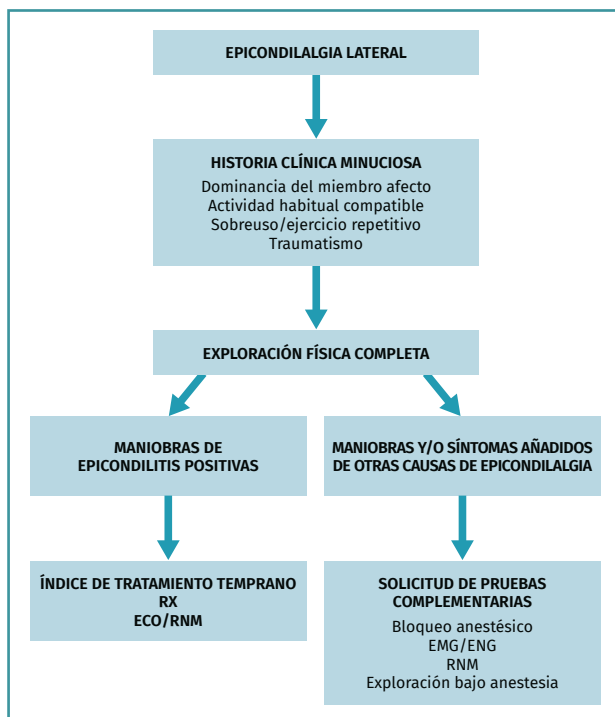 EPICONDILALGIA LATERAL
HISTORIA CLÍNICA MINUCIOSA
Dominancia del miembro afecto
Actividad habitual compatible
Sobreuso/ejercicio repetitivo
Traumatismo
EXPLORACIÓN FÍSICA COMPLETA
MANIOBRAS DE
EPICONDILITIS POSITIVAS
MANIOBRAS Y/O SÍNTOMAS AÑADIDOS
DE OTRAS CAUSAS DE EPICONDILALGIA
ÍNDICE DE TRATAMIENTO TEMPRANO
RX
ECO/RNM
SOLICITUD DE PRUEBAS
COMPLEMENTARIAS
Bloqueo anestésico
EMG/ENG
RNM
Exploración bajo anestesia